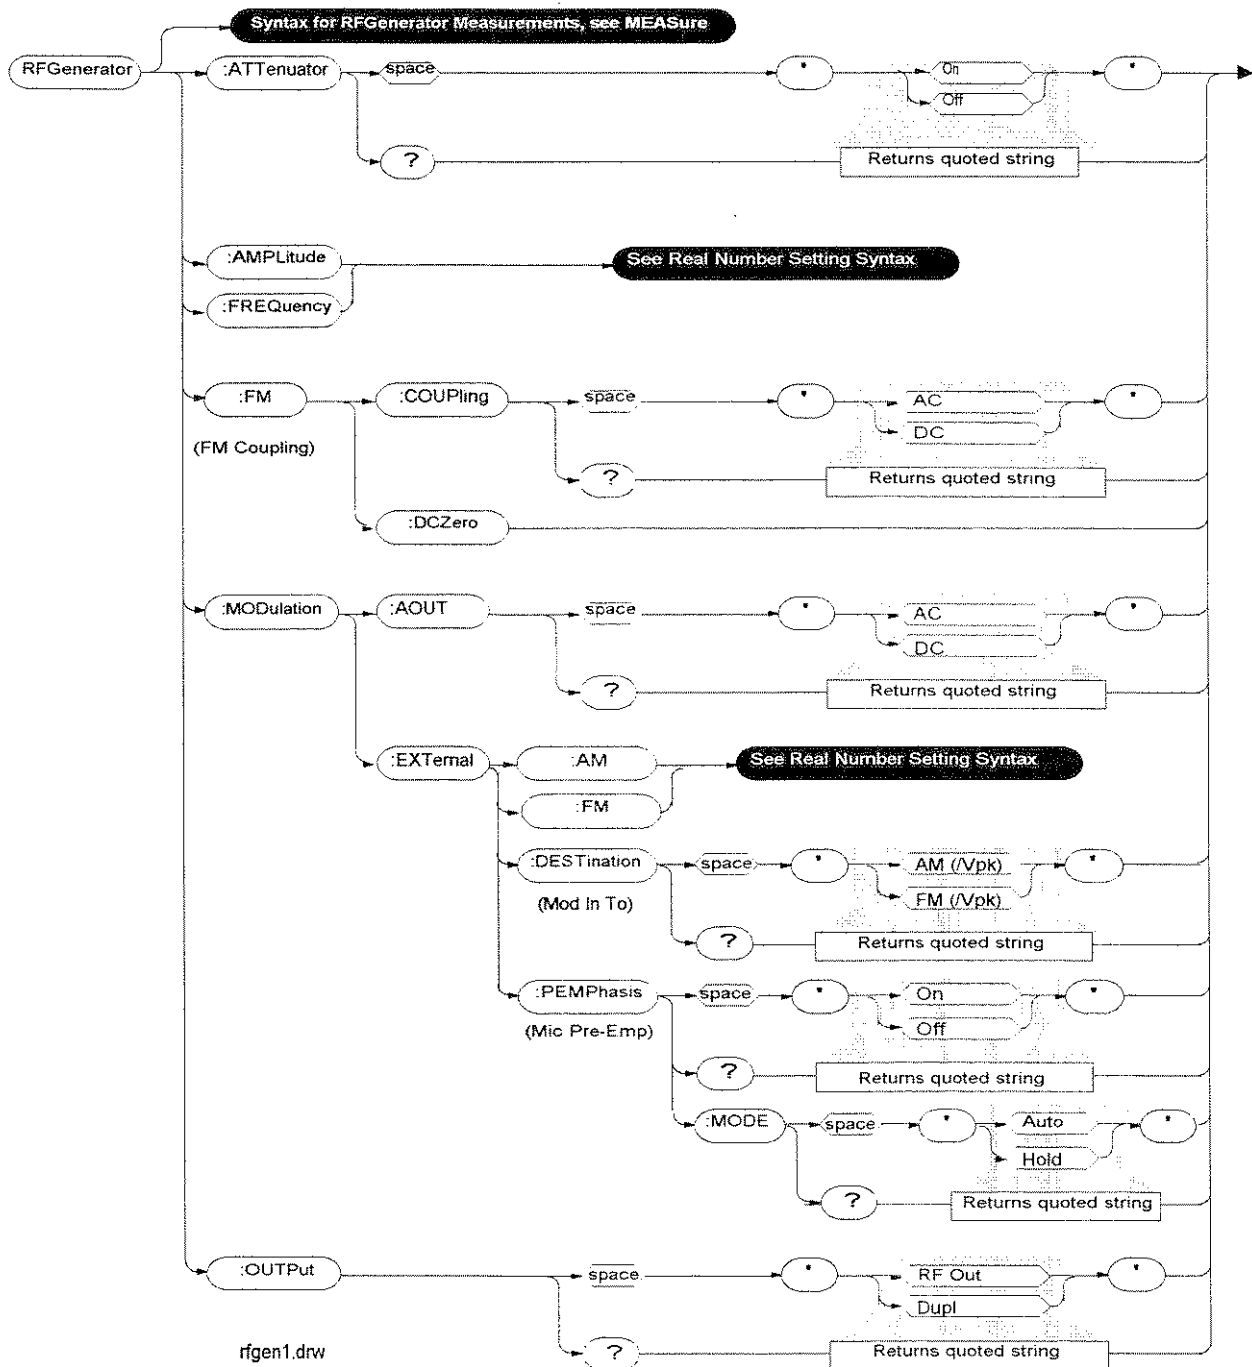 Syntax for RFGenerator Measurements, see MEASure
RFGenerator
:ATTenuator
space
"
On
Off
"
?
Returns quoted string
:AMPLitude
See Real Number Setting Syntax
:FREQuency
:FM
:COUPling
space
"
AC
DC
"
(FM Coupling)
?
Returns quoted string
:DCZero
:MODulation
:AOUT
space
"
AC
DC
"
?
Returns quoted string
:EXTernal
:AM
See Real Number Setting Syntax
:FM
:DESTination
space
"
AM (/Vpk)
FM (/Vpk)
"
(Mod In To)
?
Returns quoted string
:PEMPhasis
space
"
On
Off
"
(Mic Pre-Emp)
?
Returns quoted string
:MODE
space
"
Auto
Hold
"
?
Returns quoted string
:OUTPut
space
"
RF Out
Dupl
"
rfgen1.drw
?
Returns quoted string